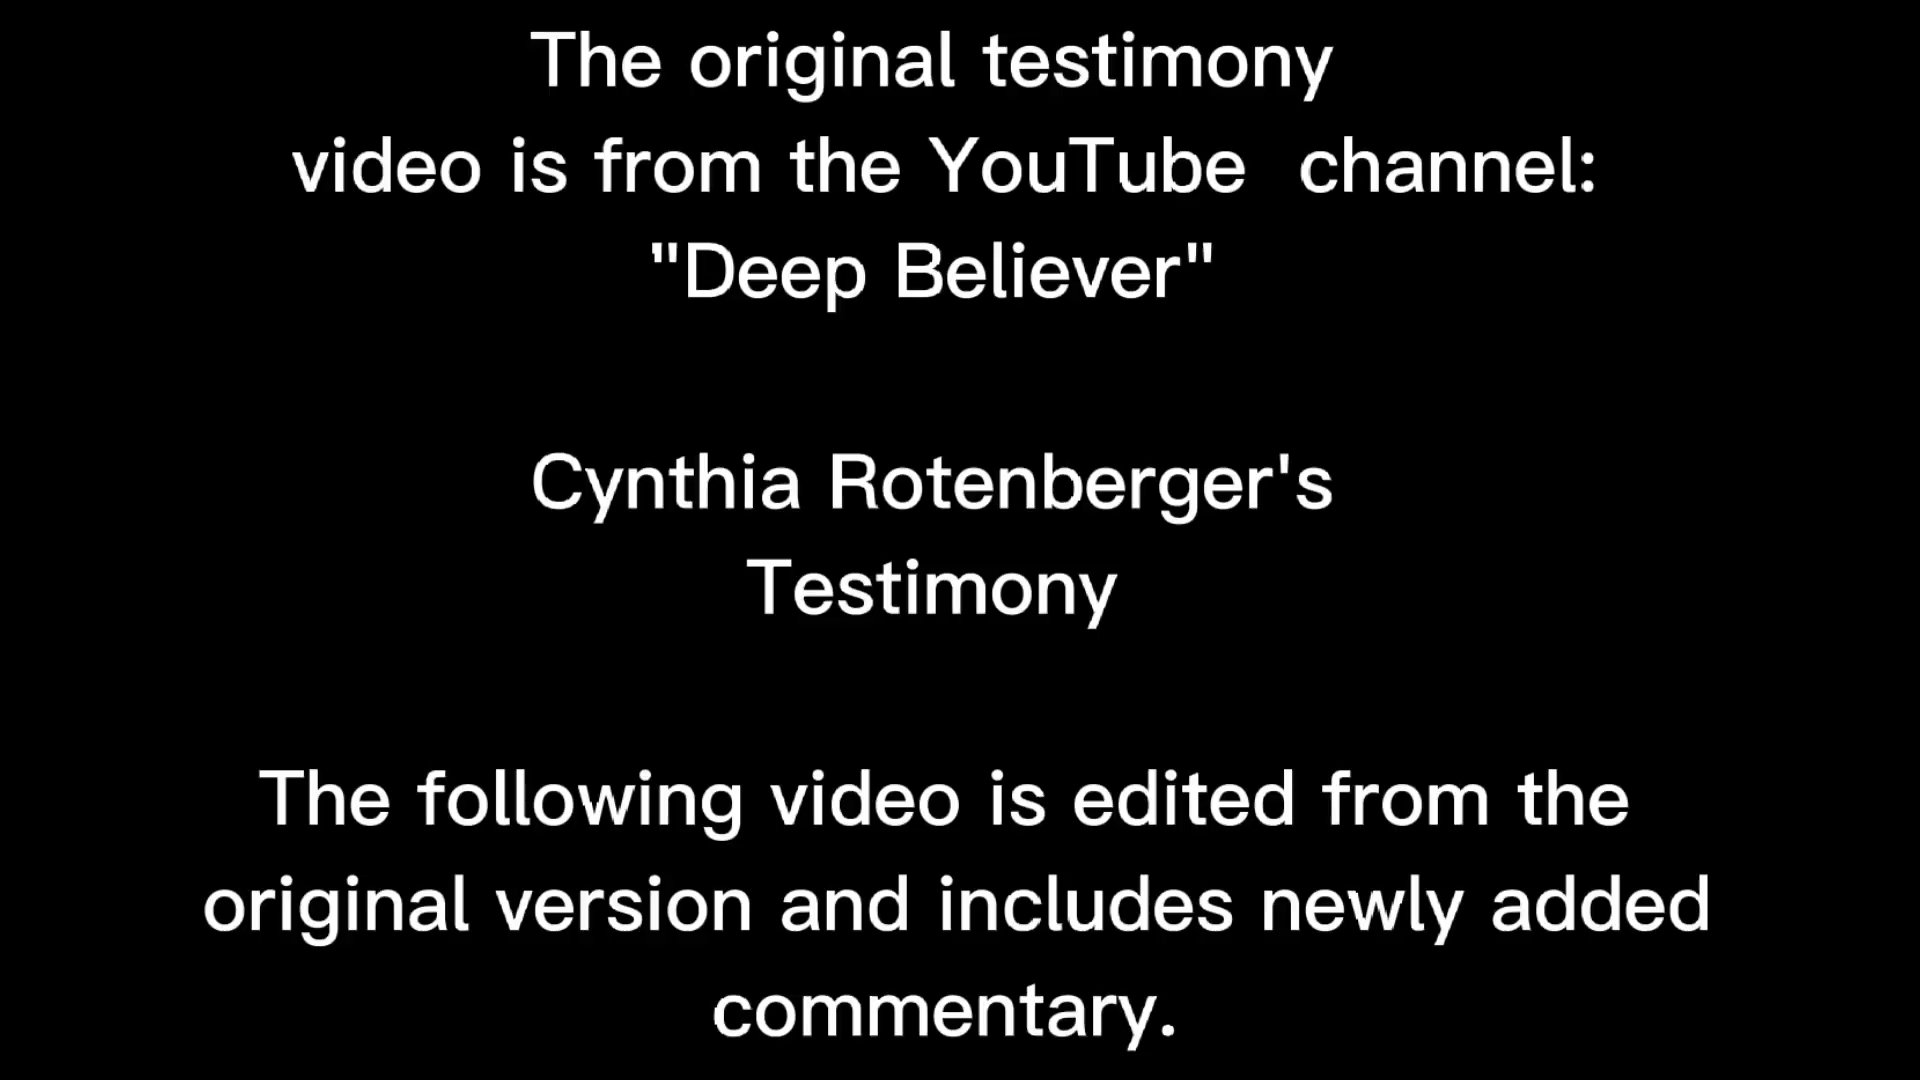 The original testimony
video is from the YouTube  channel:
"Deep Believer"
Cynthia Rotenberger's
Testimony
The following video is edited from the
original version and includes newly added
commentary.